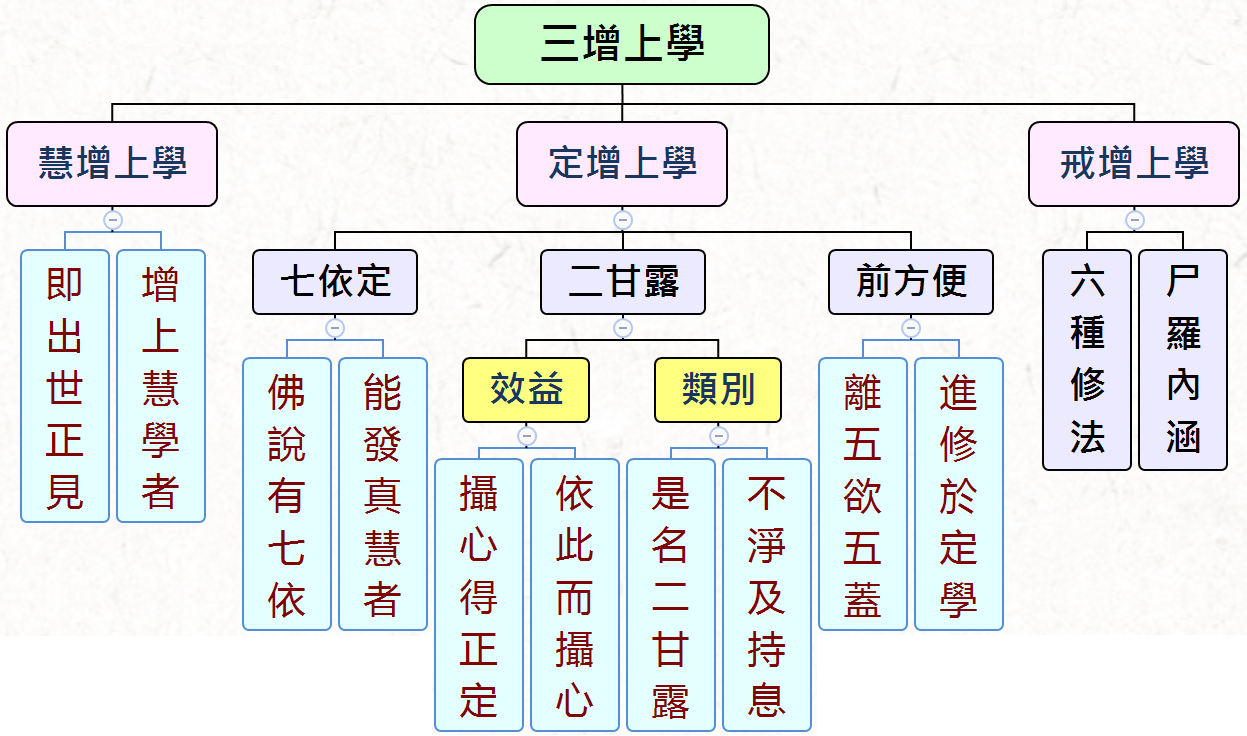 三增上學
戒增上學
尸羅內涵
六種修法
定增上學
前方便
進修於定學
離五欲五蓋
二甘露
類別
不淨及持息
是名二甘露
效益
依此而攝心
攝心得正定
七依定
能發真慧者
佛說有七依
慧增上學
增上慧學者
即出世正見